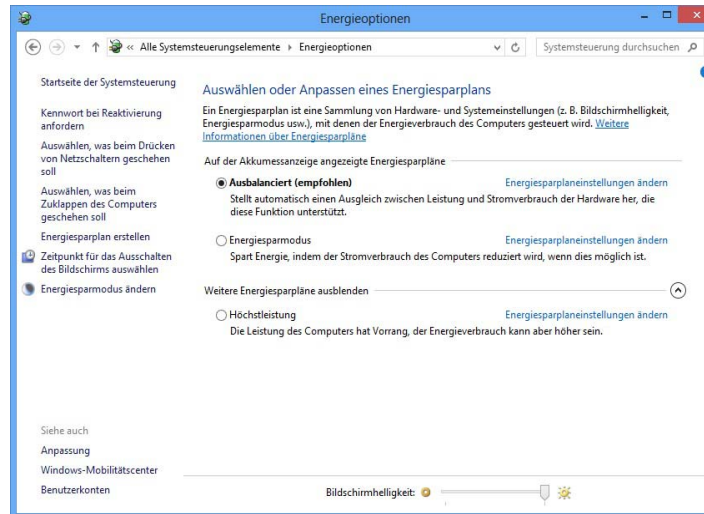 Energieoptionen
« Alle Systemsteuerungselemente ▸ Energieoptionen
Systemsteuerung durchsuchen
Startseite der Systemsteuerung
Kennwort bei Reaktivierung
anfordern
Auswählen, was beim Drücken
von Netzschaltern geschehen
soll
Auswählen, was beim
Zuklappen des Computers
geschehen soll
Energiesparplan erstellen
Zeitpunkt für das Ausschalten
des Bildschirms auswählen
Energiesparmodus ändern
Siehe auch
Anpassung
Windows-Mobilitätscenter
Benutzerkonten
Auswählen oder Anpassen eines Energiesparplans
Ein Energiesparplan ist eine Sammlung von Hardware- und Systemeinstellungen (z. B. Bildschirmhelligkeit,
Energiesparmodus usw.), mit denen der Energieverbrauch des Computers gesteuert wird. Weitere
Informationen über Energiesparpläne
Auf der Akkumessanzeige angezeigte Energiesparpläne
Ausbalanciert (empfohlen) Energiesparplaneinstellungen ändern
Stellt automatisch einen Ausgleich zwischen Leistung und Stromverbrauch der Hardware her, die
diese Funktion unterstützt.
Energiesparmodus Energiesparplaneinstellungen ändern
Spart Energie, indem der Stromverbrauch des Computers reduziert wird, wenn dies möglich ist.
Weitere Energiesparpläne ausblenden
Höchstleistung Energiesparplaneinstellungen ändern
Die Leistung des Computers hat Vorrang, der Energieverbrauch kann aber höher sein.
Bildschirmhelligkeit: